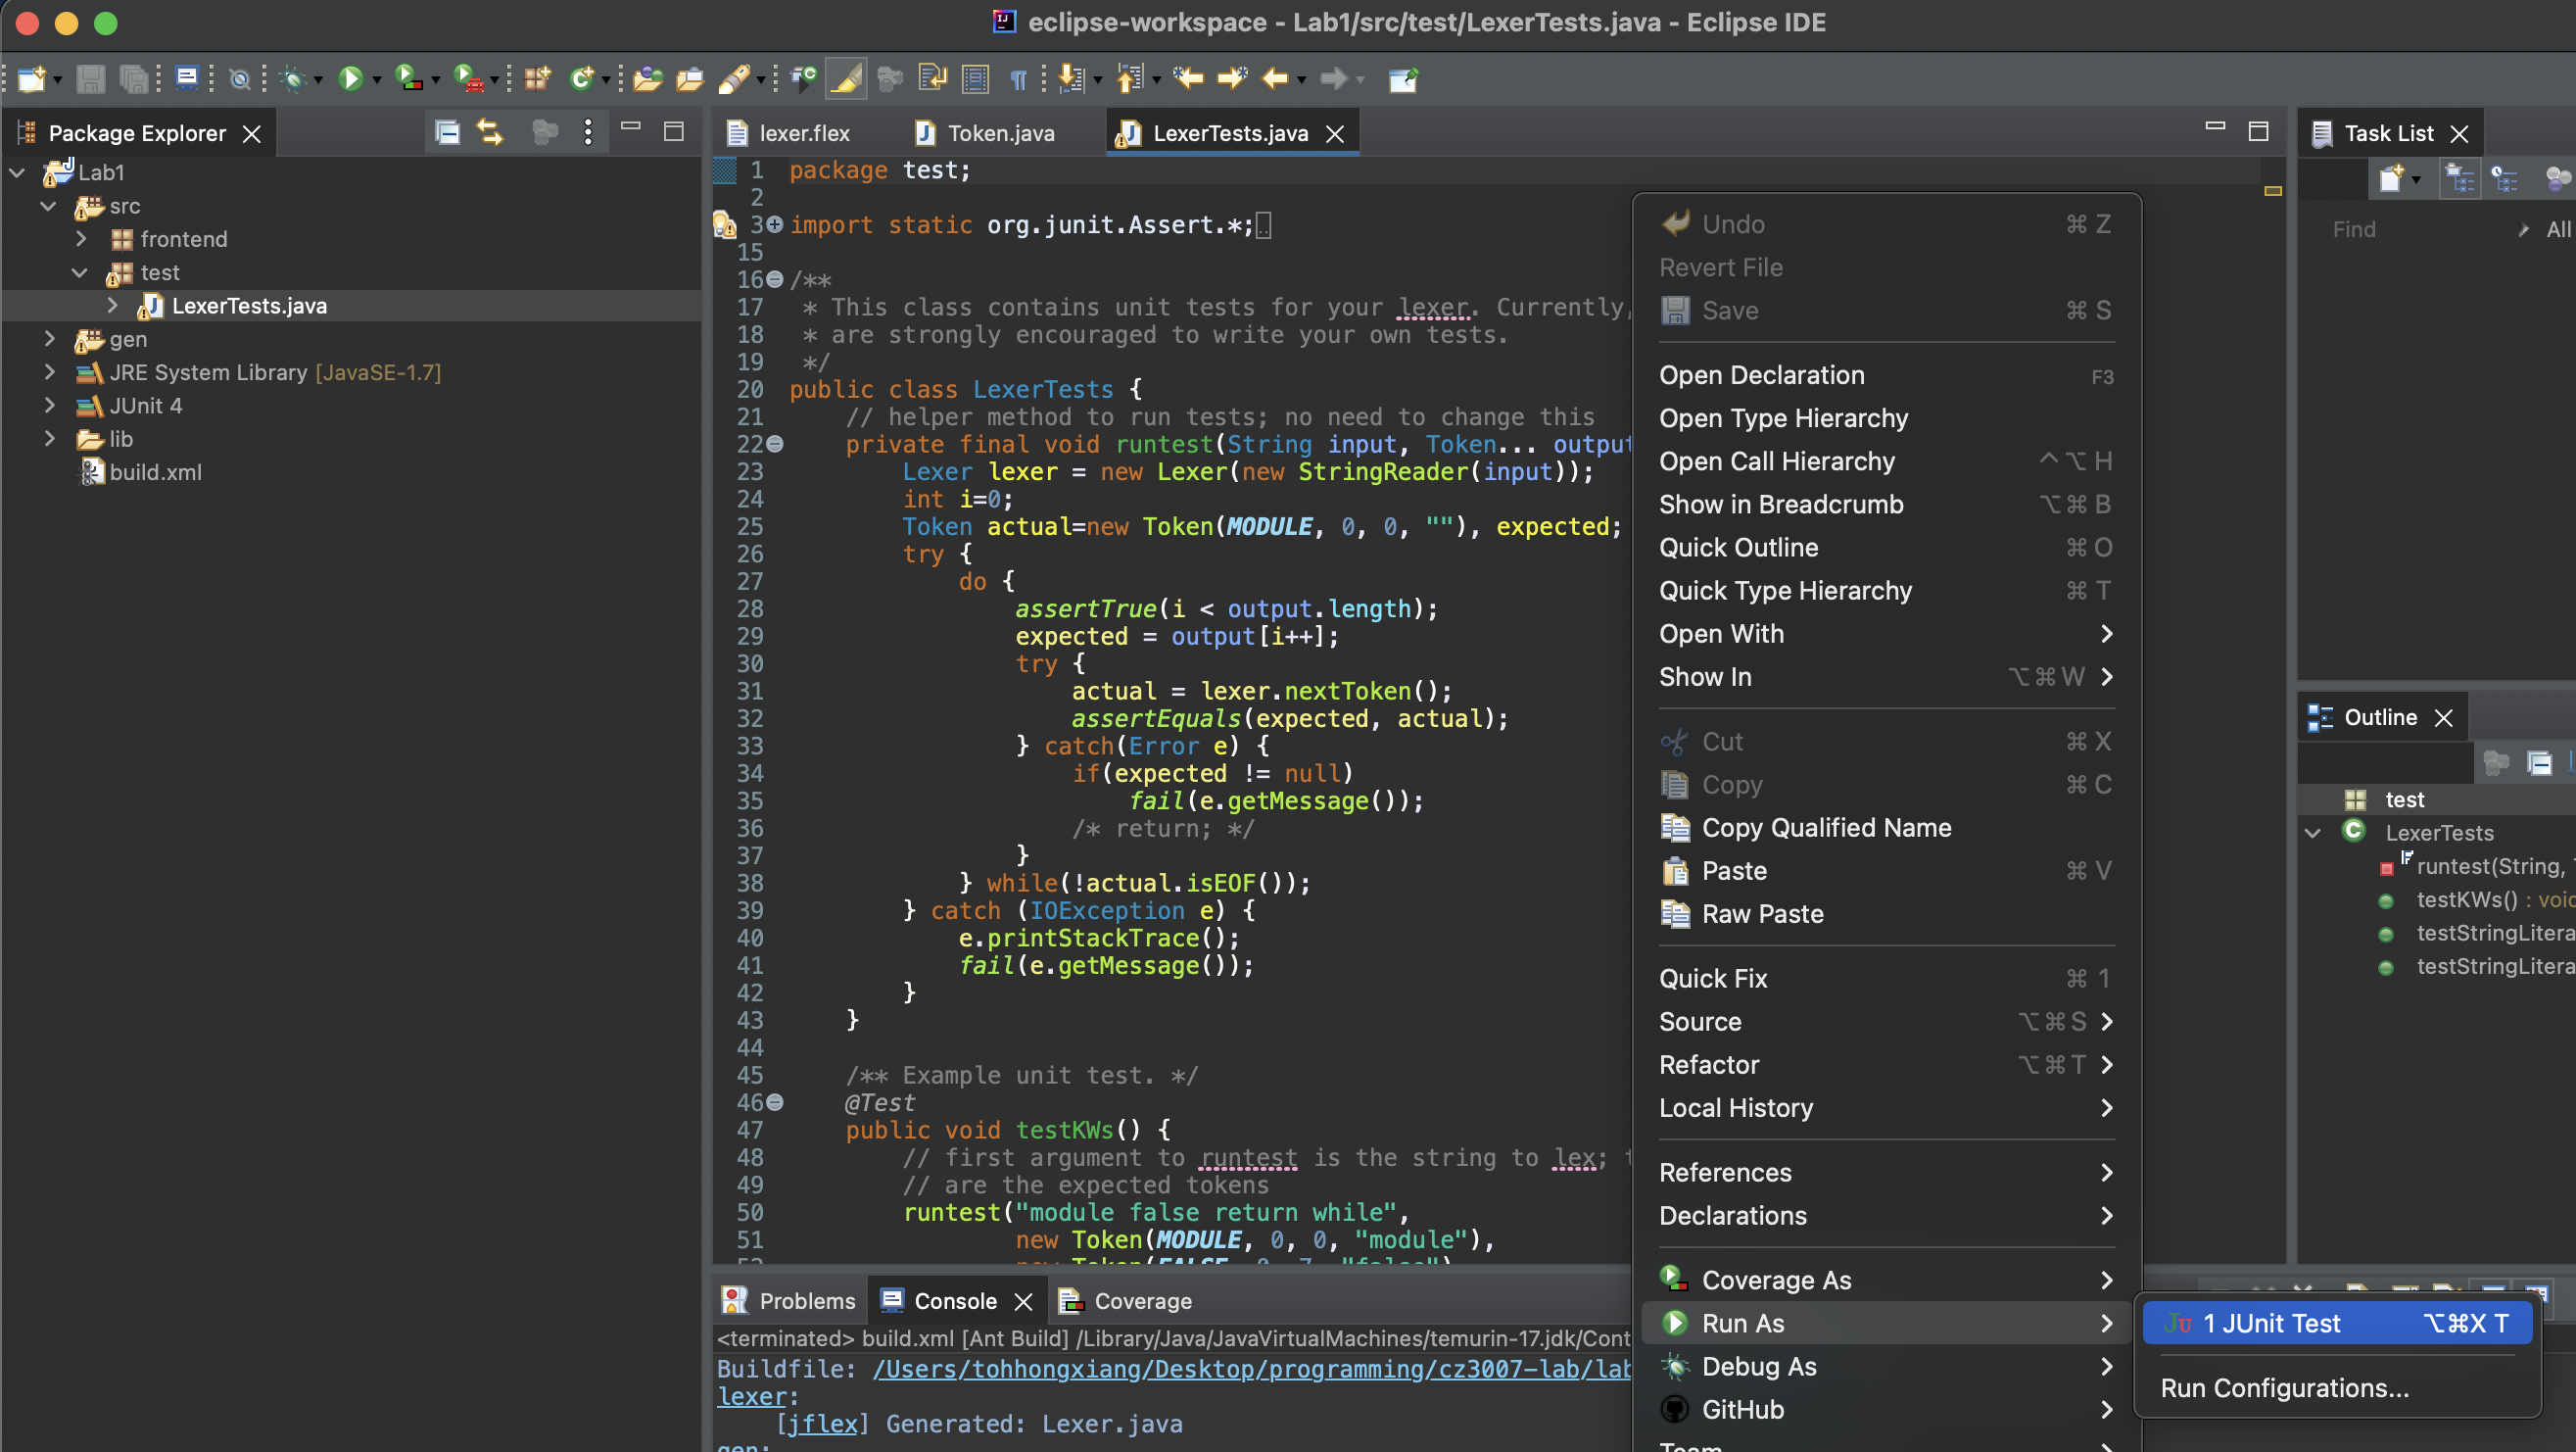 eclipse-workspace - Lab1/src/test/LexerTests.java - Eclipse IDE
Package Explorer
Lab1
src
frontend
test
LexerTests.java
gen
JRE System Library [JavaSE-1.7]
JUnit 4
lib
build.xml
lexer.flex
Token.java
LexerTests.java
1 package test;
2
3 import static org.junit.Assert.*;
15
16 /**
17 * This class contains unit tests for your lexer. Currently,
18 * are strongly encouraged to write your own tests.
19 */
20 public class LexerTests {
21 // helper method to run tests; no need to change this
22 private final void runtest(String input, Token... output
23 Lexer lexer = new Lexer(new StringReader(input));
24 int i=0;
25 Token actual=new Token(MODULE, 0, 0, ""), expected;
26 try {
27 do {
28 assertTrue(i < output.length);
29 expected = output[i++];
30 try {
31 actual = lexer.nextToken();
32 assertEquals(expected, actual);
33 } catch(Error e) {
34 if(expected != null)
35 fail(e.getMessage());
36 /* return; */
37 }
38 } while(!actual.isEOF());
39 } catch (IOException e) {
40 e.printStackTrace();
41 fail(e.getMessage());
42 }
43 }
44
45 /** Example unit test. */
46 @Test
47 public void testKWs() {
48 // first argument to runtest is the string to lex;
49 // are the expected tokens
50 runtest("module false return while",
51 new Token(MODULE, 0, 0, "module"),
52 new Token(FALSE, 0, 7, "false")
Undo ⌘ Z
Revert File
Save ⌘ S
Open Declaration F3
Open Type Hierarchy
Open Call Hierarchy ^⌥ H
Show in Breadcrumb ⌥⌘ B
Quick Outline ⌘ O
Quick Type Hierarchy ⌘ T
Open With
Show In ⌥⌘ W
Cut ⌘ X
Copy ⌘ C
Copy Qualified Name
Paste ⌘ V
Raw Paste
Quick Fix ⌘ 1
Source ⌥⌘ S
Refactor ⌥⌘ T
Local History
References
Declarations
Coverage As
Run As
Debug As
GitHub
Team
1 JUnit Test ⌥⌘X T
Run Configurations...
Task List
Find
All
Outline
test
LexerTests
runtest(String,
testKWs() : void
testStringLitera
testStringLitera
Problems
Console
Coverage
<terminated> build.xml [Ant Build] /Library/Java/JavaVirtualMachines/temurin-17.jdk/Cont
Buildfile: /Users/tohhongxiang/Desktop/programming/cz3007-lab/lab
lexer:
[jflex] Generated: Lexer.java
gen: